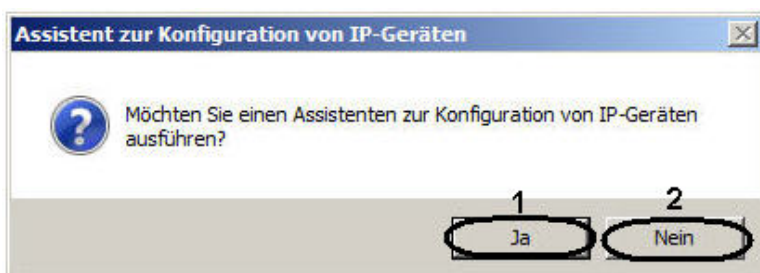 Assistent zur Konfiguration von IP-Geräten
Möchten Sie einen Assistenten zur Konfiguration von IP-Geräten
ausführen?
1 2
Ja Nein